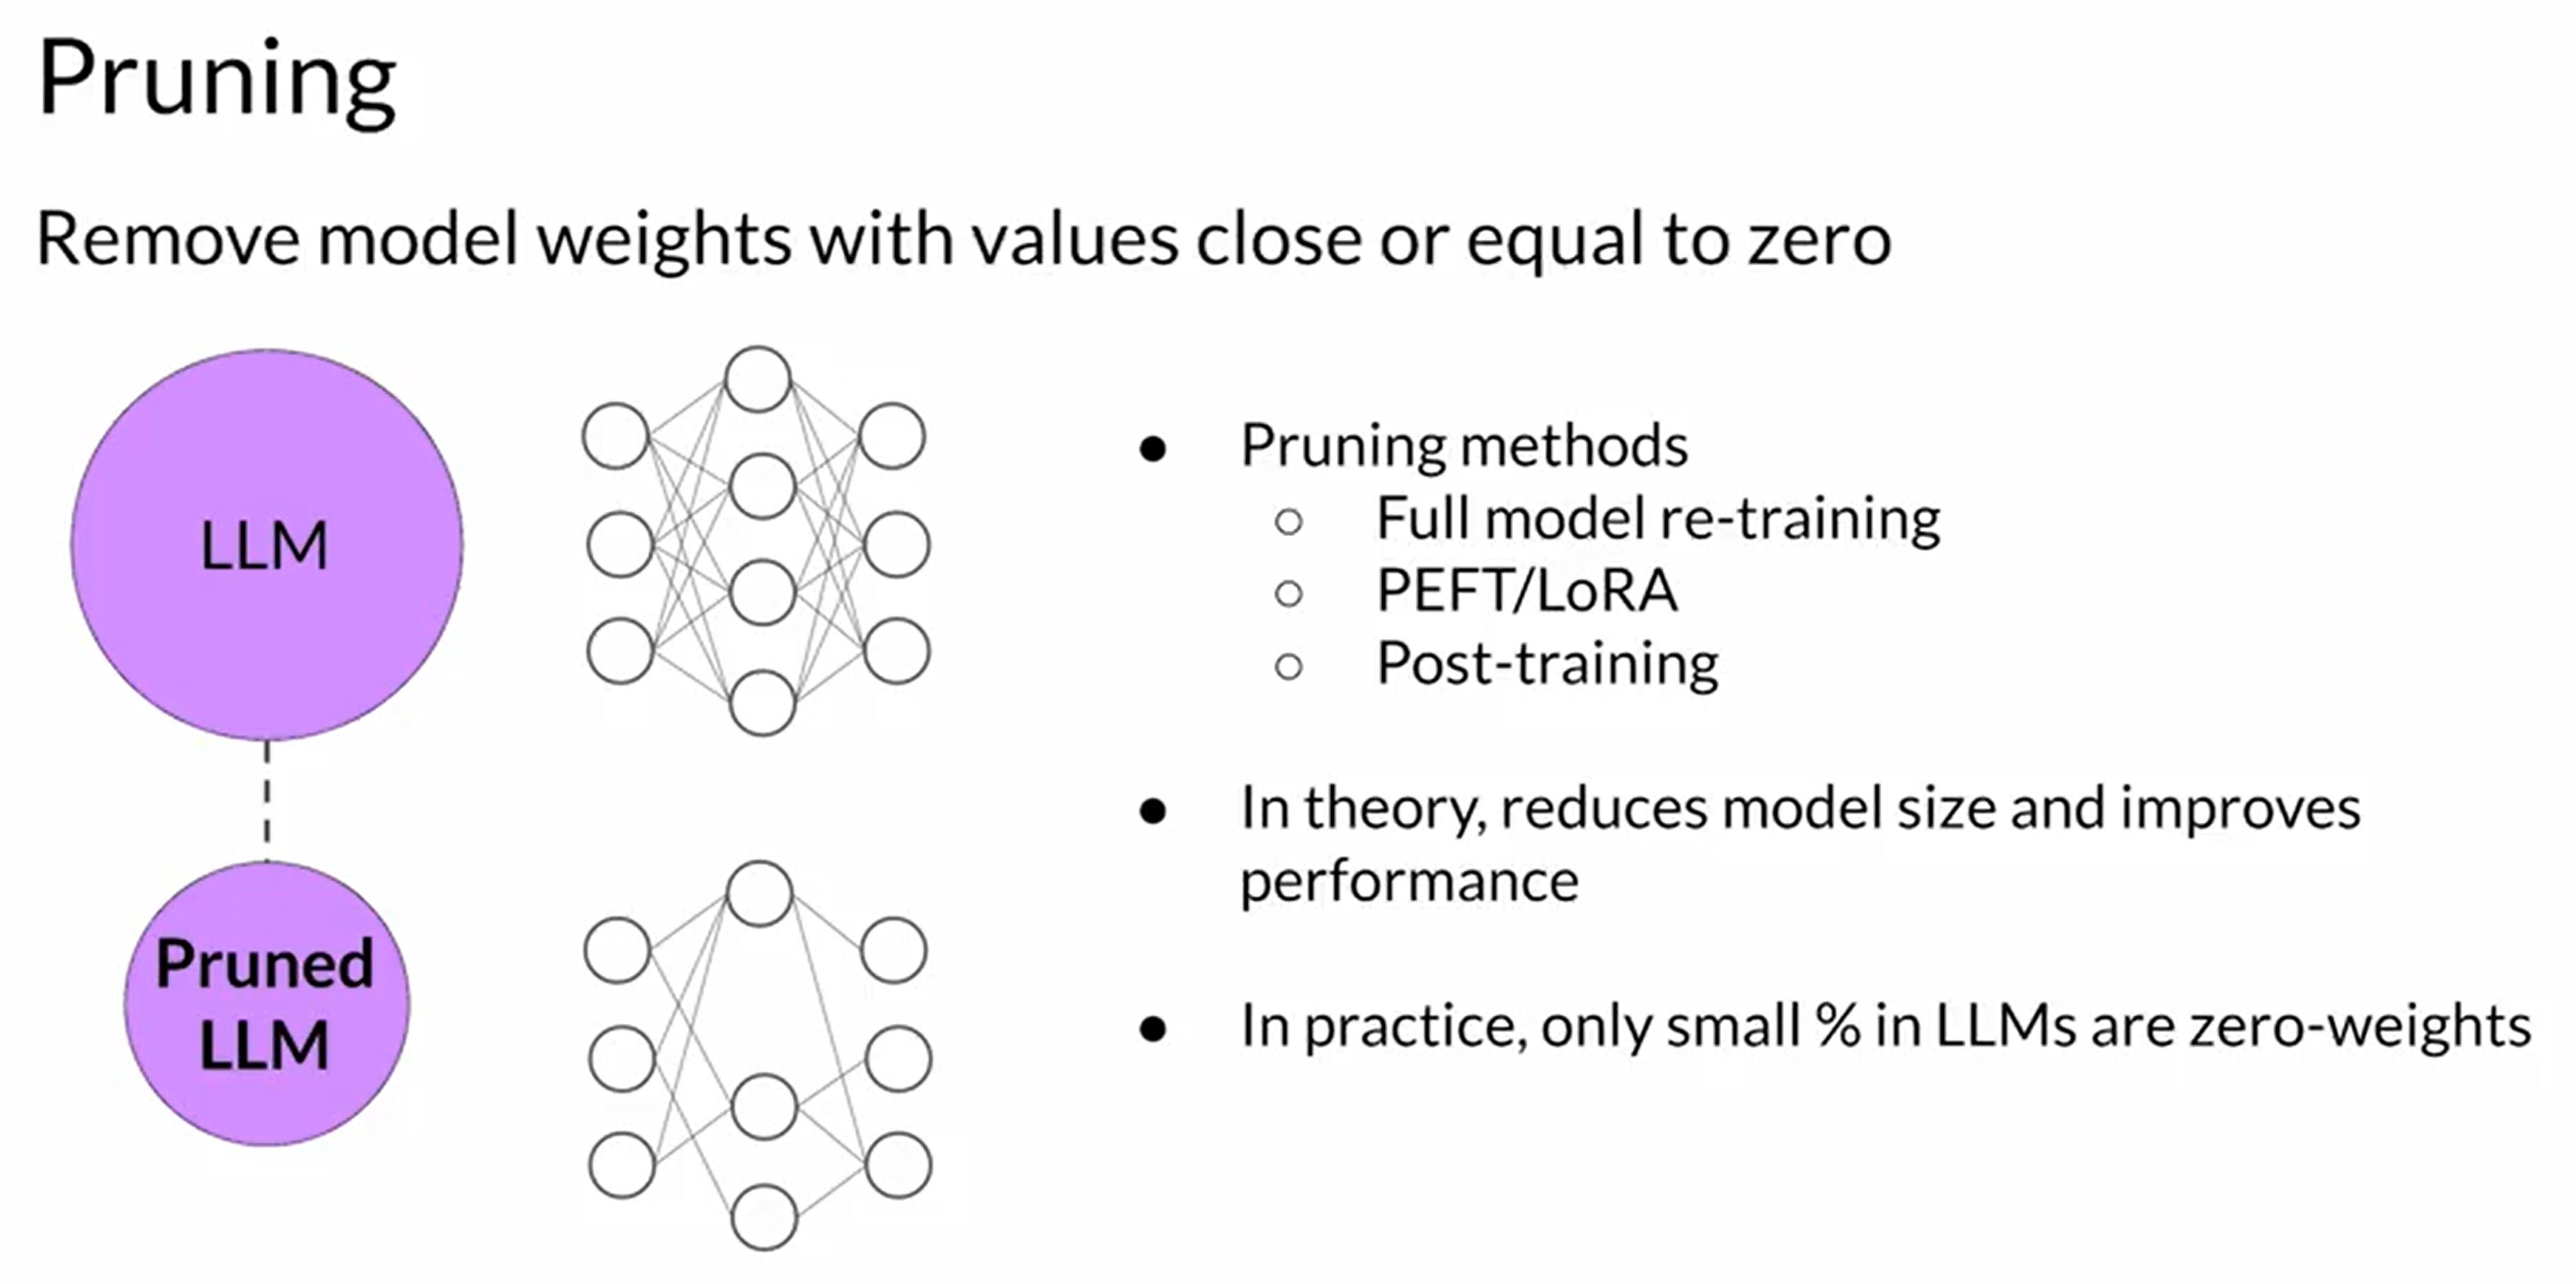 Pruning
Remove model weights with values close or equal to zero
LLM
Pruned
LLM
● Pruning methods
○ Full model re-training
○ PEFT/LoRA
○ Post-training
● In theory, reduces model size and improves
performance
● In practice, only small % in LLMs are zero-weights